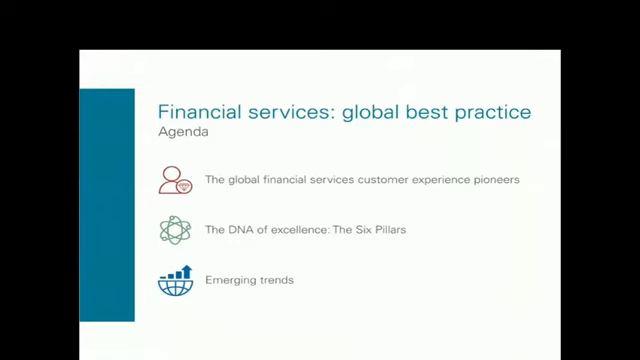 Financial services: global best practice
Agenda
The global financial services customer experience pioneers
The DNA of excellence: The Six Pillars
Emerging trends